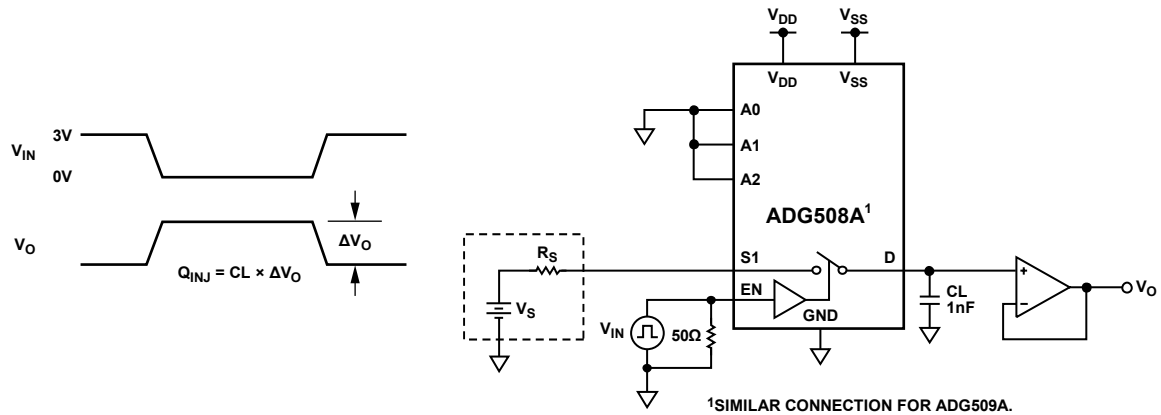 3V
V_IN
0V
V_O
ΔV_O
Q_INJ = CL × ΔV_O
V_DD
V_SS
V_DD
V_SS
A0
A1
A2
ADG508A¹
R_S
V_S
S1
D
EN
GND
V_IN
50Ω
CL
1nF
+
−
V_O
¹SIMILAR CONNECTION FOR ADG509A.